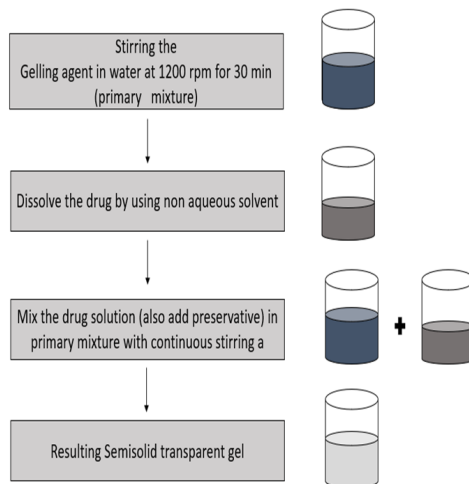 Stirring the
Gelling agent in water at 1200 rpm for 30 min
(primary mixture)
Dissolve the drug by using non aqueous solvent
Mix the drug solution (also add preservative) in
primary mixture with continuous stirring a
Resulting Semisolid transparent gel